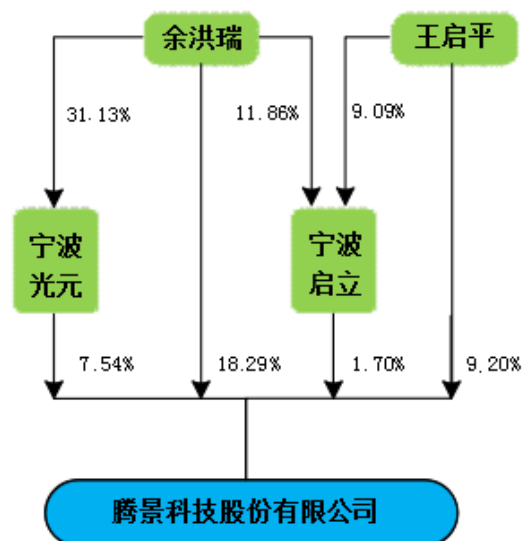 余洪瑞
王启平
31.13%
11.86%
9.09%
宁波
光元
宁波
启立
7.54%
18.29%
1.70%
9.20%
腾景科技股份有限公司